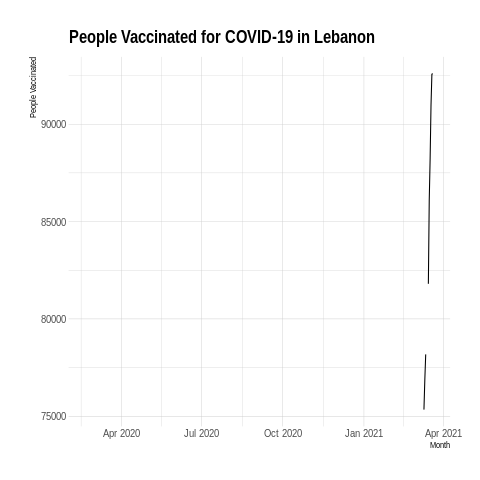 People Vaccinated for COVID-19 in Lebanon
People Vaccinated
90000
85000
80000
75000
Apr 2020
Jul 2020
Oct 2020
Jan 2021
Apr 2021
Month